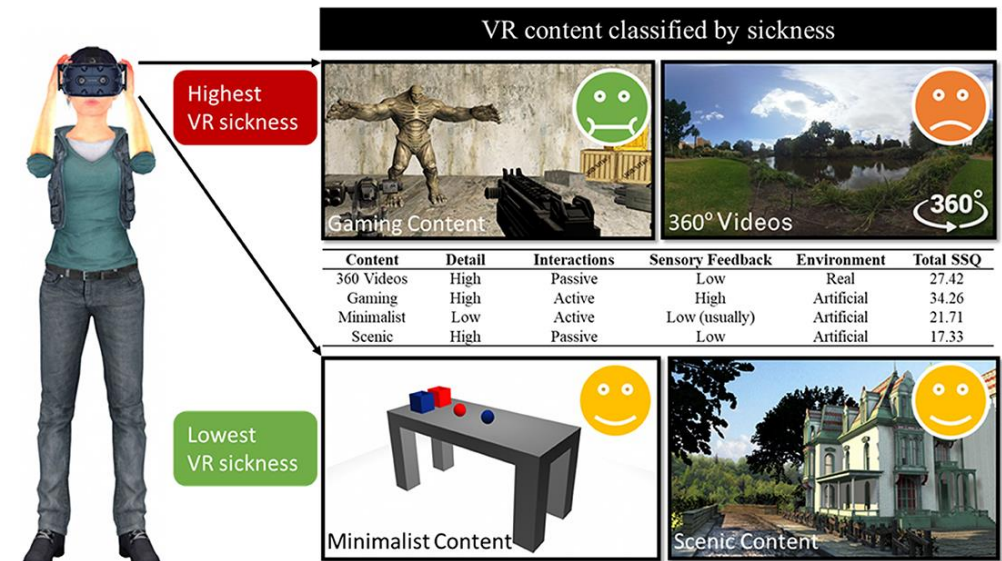 VR content classified by sickness
Highest
VR sickness
Gaming Content
360º Videos
360°
Content Detail Interactions Sensory Feedback Environment Total SSQ
360 Videos High Passive Low Real 27.42
Gaming High Active High Artificial 34.26
Minimalist Low Active Low (usually) Artificial 21.71
Scenic High Passive Low Artificial 17.33
Lowest
VR sickness
Minimalist Content
Scenic Content